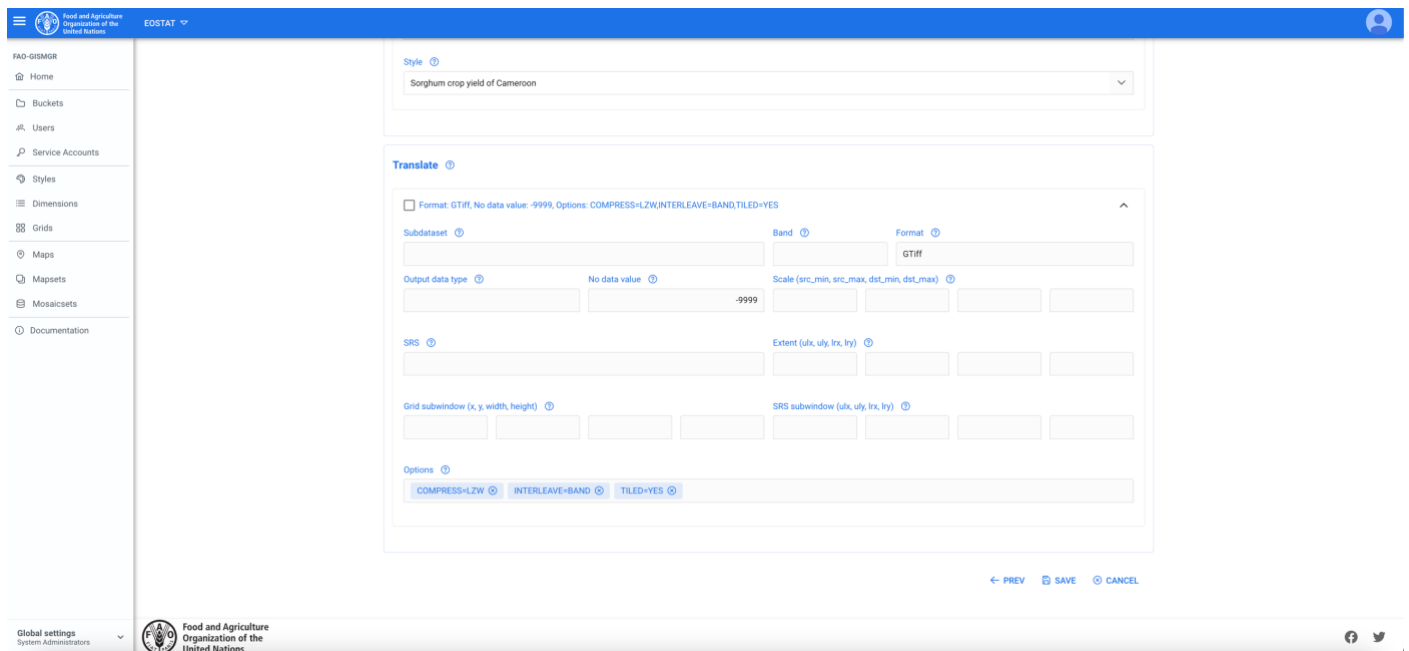 Food and Agriculture
Organization of the
United Nations
EOSTAT
FAO-GISMGR
Home
Buckets
Users
Service Accounts
Styles
Dimensions
Grids
Maps
Mapsets
Mosaicsets
Documentation
Global settings
System Administrators
Style
Sorghum crop yield of Cameroon
Translate
Format: GTiff, No data value: -9999, Options: COMPRESS=LZW,INTERLEAVE=BAND,TILED=YES
Subdataset Band Format
GTiff
Output data type No data value Scale (src_min, src_max, dst_min, dst_max)
-9999
SRS Extent (ulx, uly, lrx, lry)
Grid subwindow (x, y, width, height) SRS subwindow (ulx, uly, lrx, lry)
Options
COMPRESS=LZW INTERLEAVE=BAND TILED=YES
PREV SAVE CANCEL
Food and Agriculture
Organization of the
United Nations